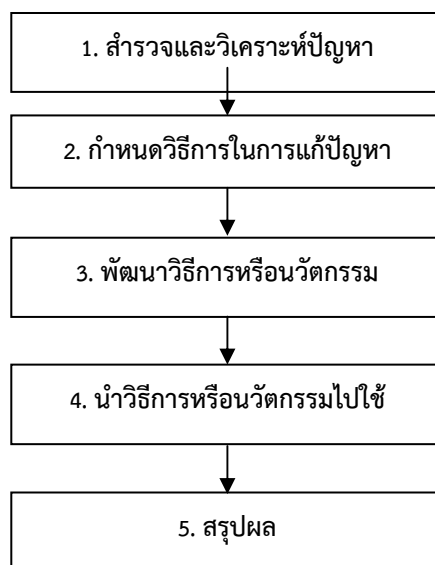 1. สำรวจและวิเคราะห์ปัญหา
2. กำหนดวิธีการในการแก้ปัญหา
3. พัฒนาวิธีการหรือนวัตกรรม
4. นำวิธีการหรือนวัตกรรมไปใช้
5. สรุปผล